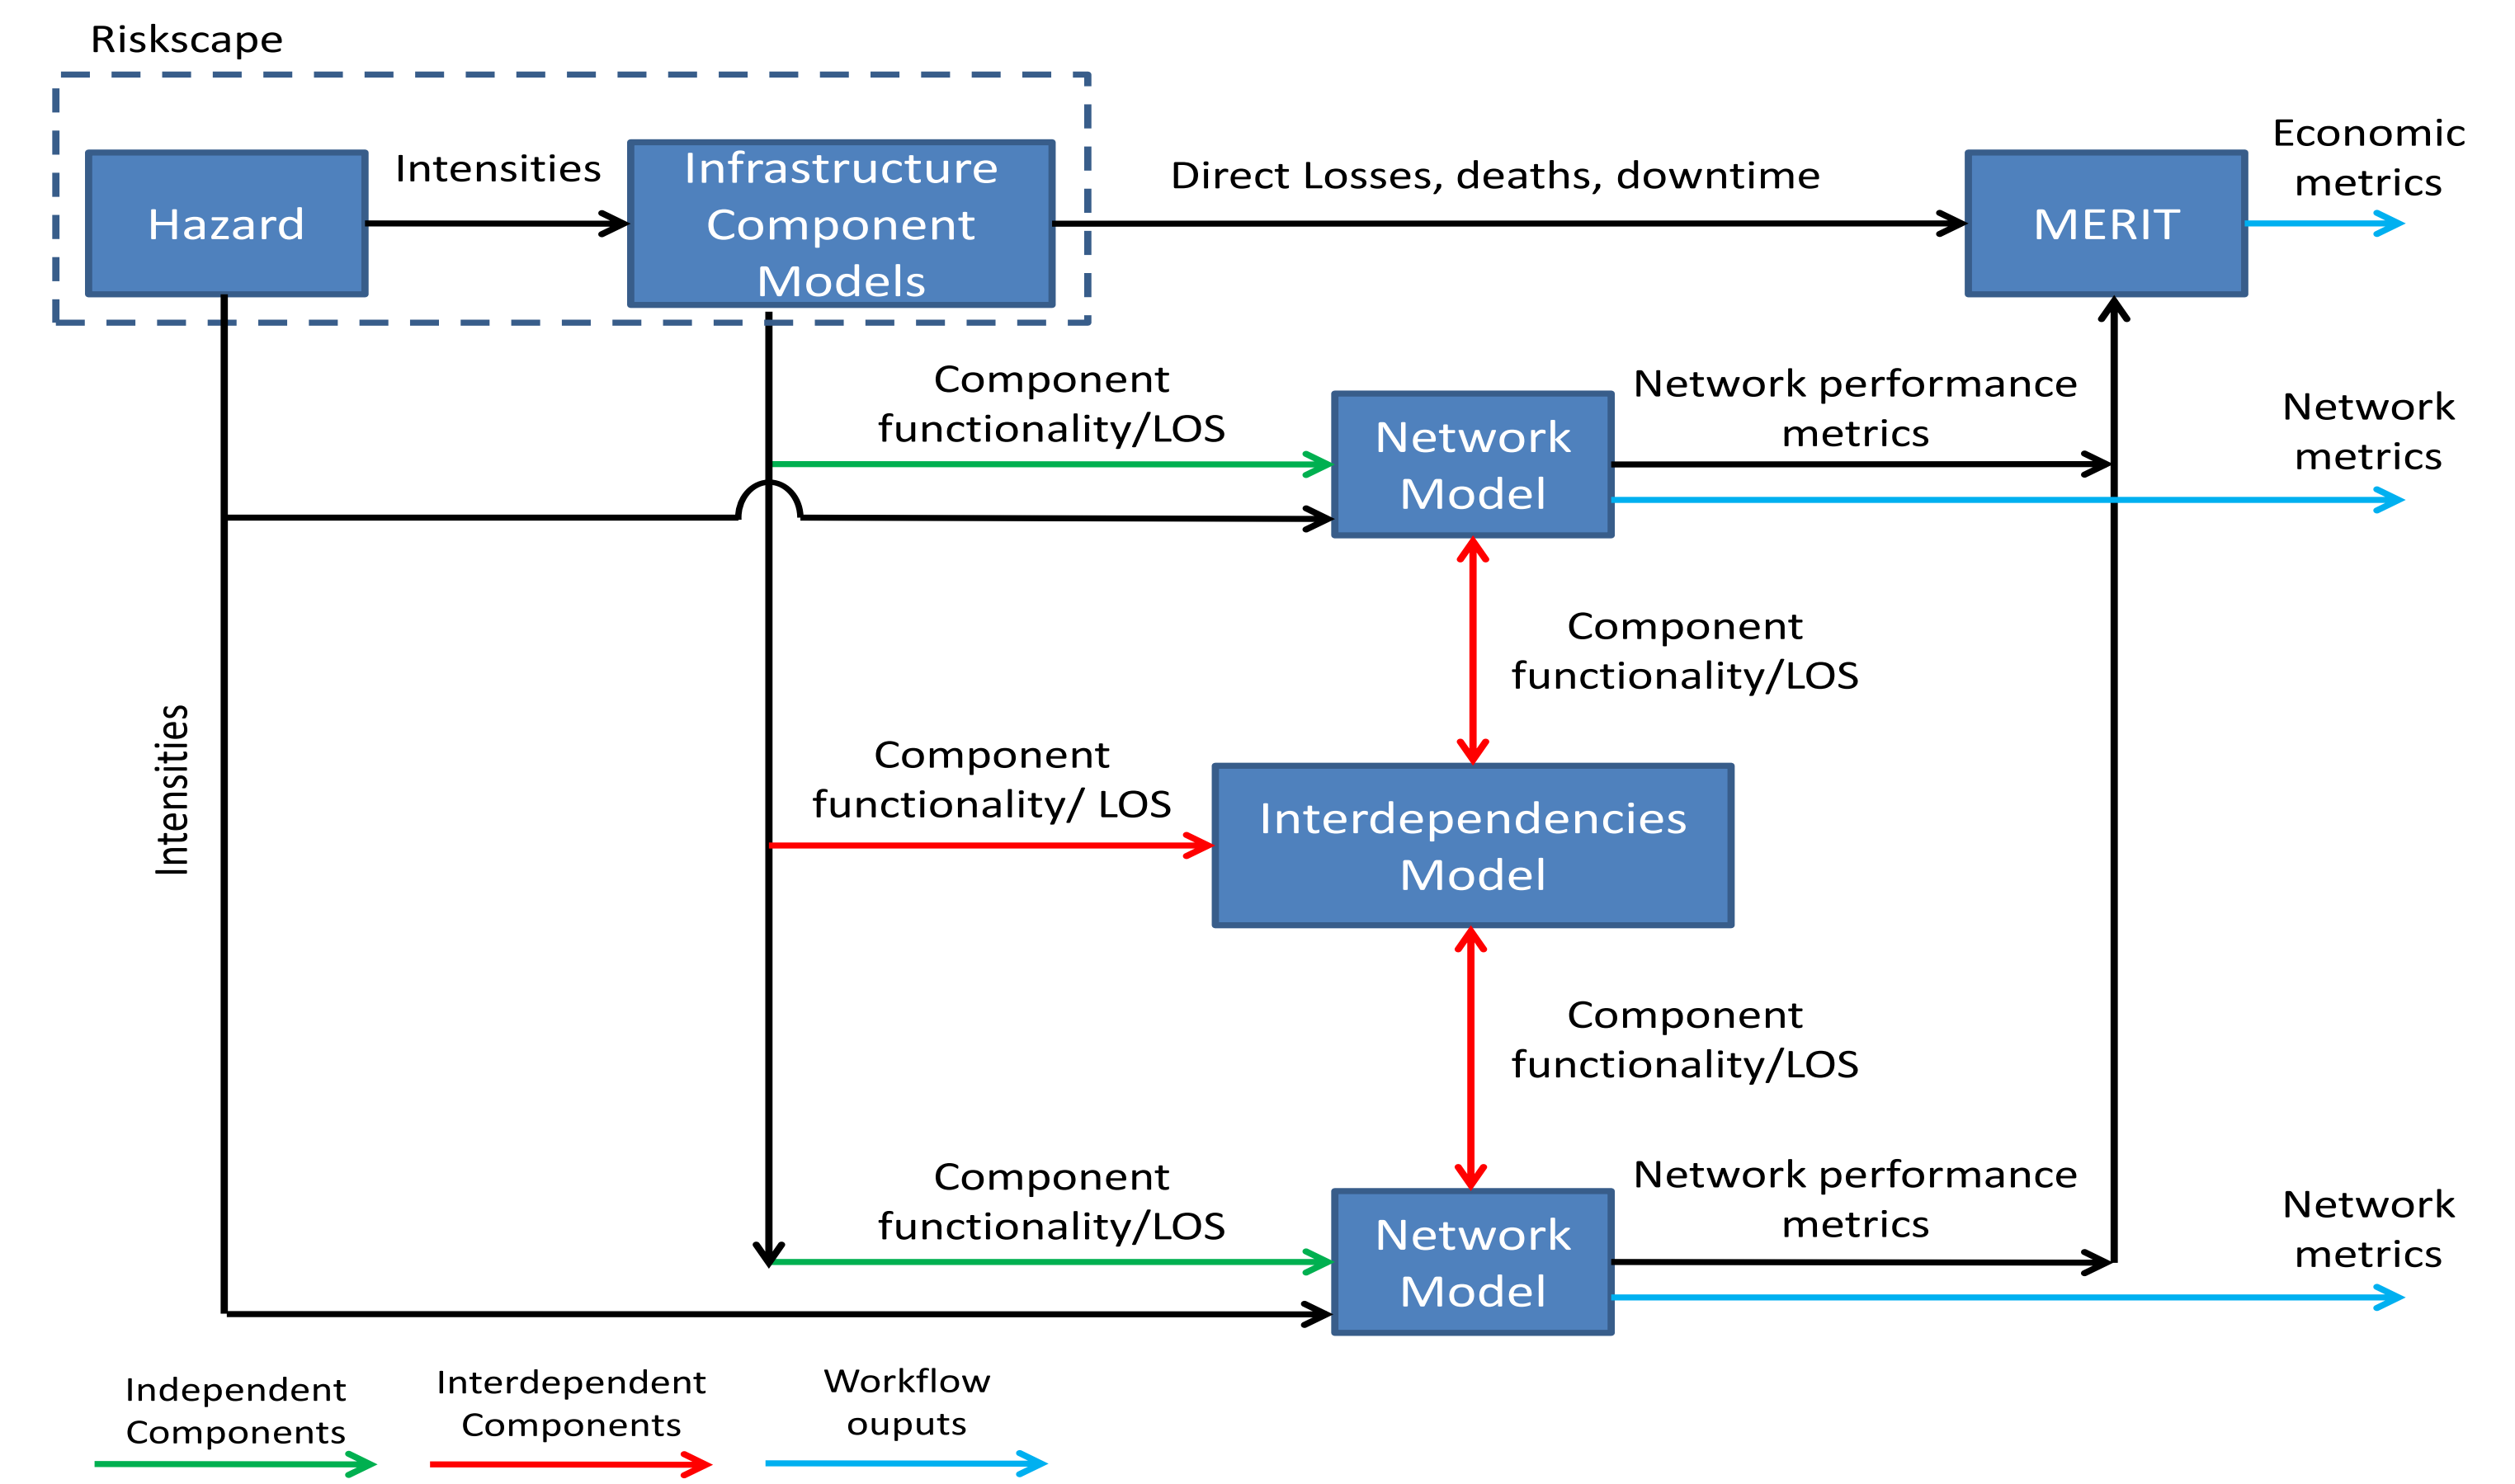 Riskscape
Hazard
Intensities
Infrastructure
Component
Models
Direct Losses, deaths, downtime
MERIT
Economic
metrics
Component
functionality/LOS
Network
Model
Network performance
metrics
Network
metrics
Component
functionality/LOS
Intensities
Component
functionality/ LOS
Interdependencies
Model
Component
functionality/LOS
Component
functionality/LOS
Network
Model
Network performance
metrics
Network
metrics
Independent
Components
Interdependent
Components
Workflow
ouputs